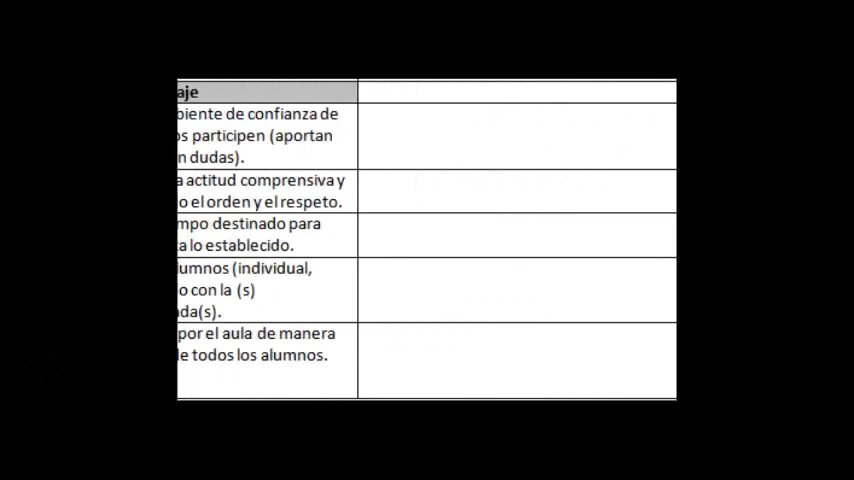 aje
biente de confianza de
os participen (aportan
n dudas).
a actitud comprensiva y
o el orden y el respeto.
mpo destinado para
ta lo establecido.
lumnos (individual,
o con la (s)
ada(s).
por el aula de manera
de todos los alumnos.